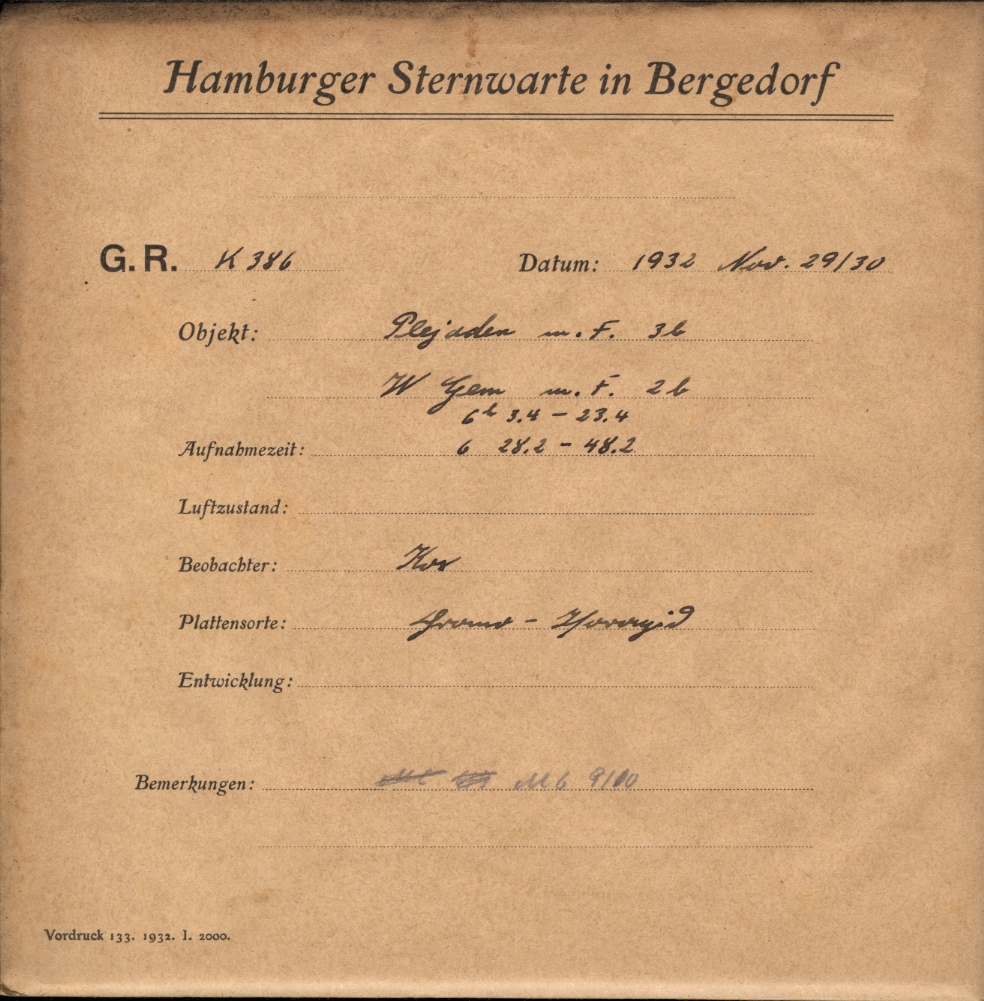 Hamburger Sternwarte in Bergedorf
G. R. K 386 Datum: 1932 Nov. 29/30
Objekt: Plejaden m. F. 3b
W Gem m. F. 2b
6h 3.4 - 23.4
Aufnahmezeit: 6 28.2 - 48.2
Luftzustand:
Beobachter:
Plattensorte:
Entwicklung:
Bemerkungen: 9/10
Vordruck 133. 1932. I. 2000.